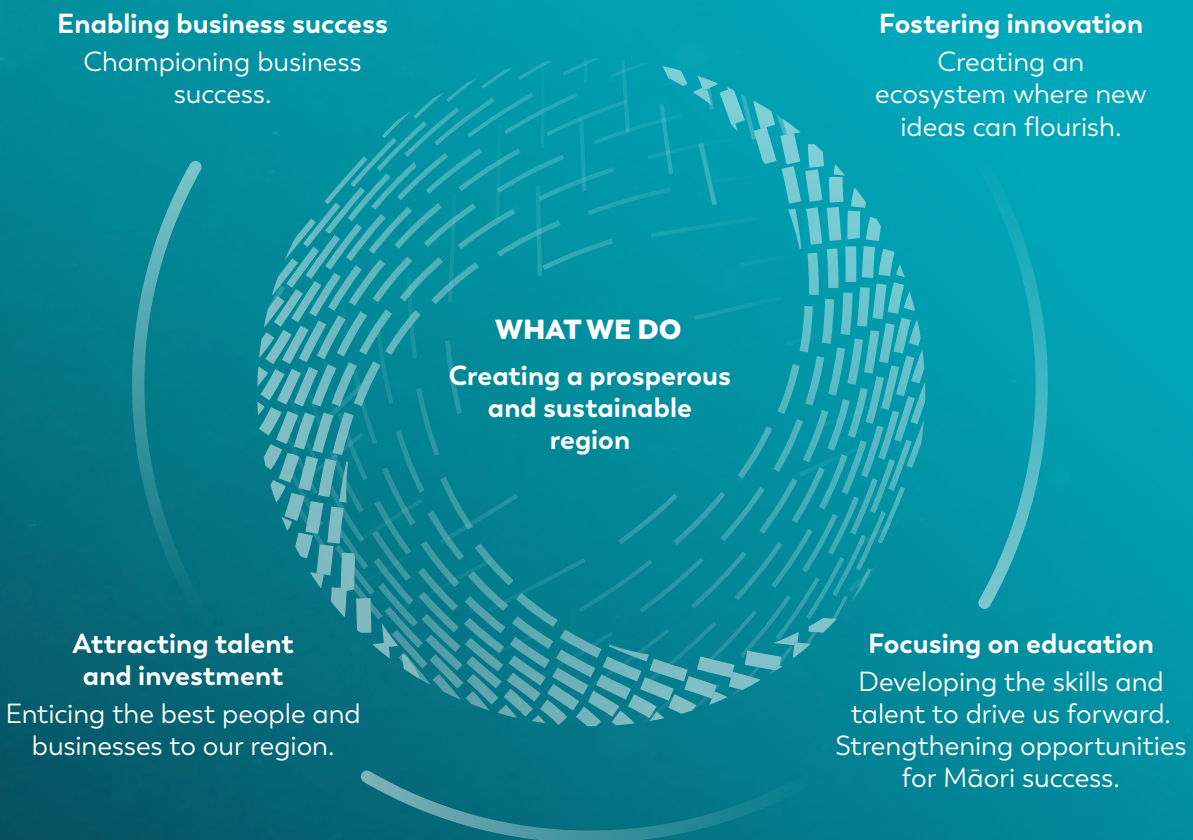 Enabling business success
Championing business
success.
Fostering innovation
Creating an
ecosystem where new
ideas can flourish.
WHAT WE DO
Creating a prosperous
and sustainable
region
Attracting talent
and investment
Enticing the best people and
businesses to our region.
Focusing on education
Developing the skills and
talent to drive us forward.
Strengthening opportunities
for Māori success.